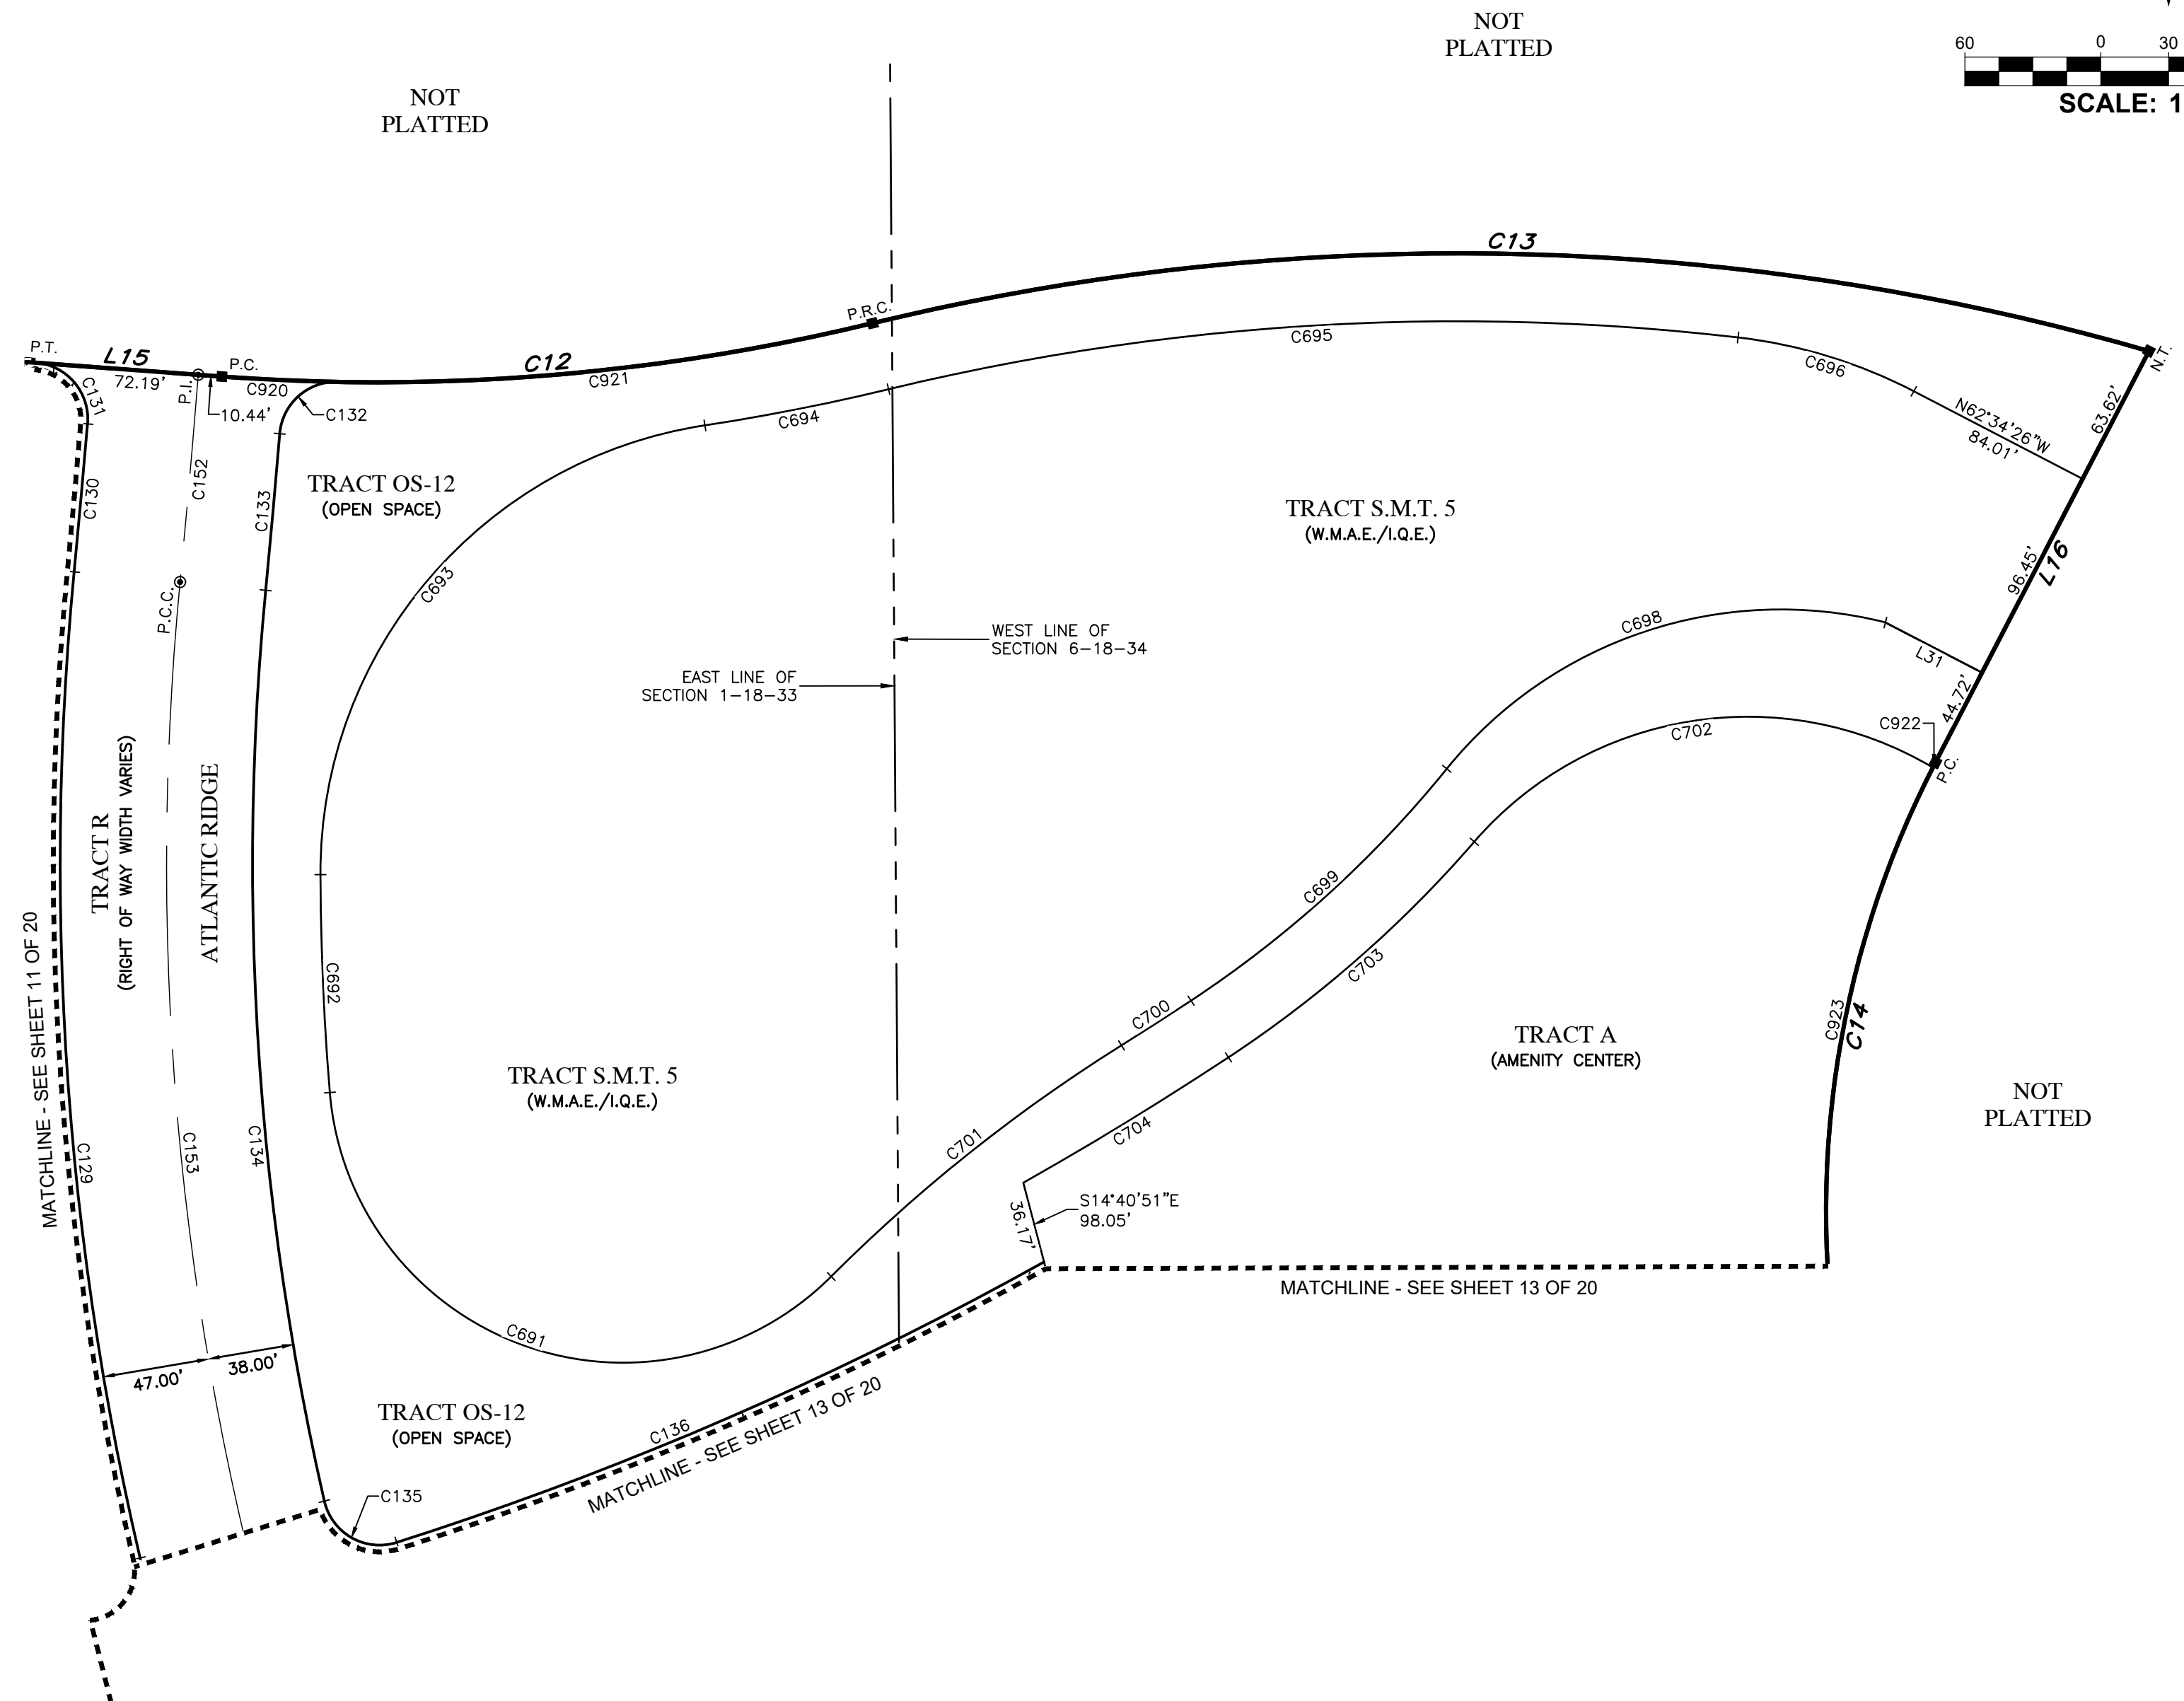 NOT
PLATTED
60 0 30
SCALE: 1
NOT
PLATTED
C13
P.R.C.
P.T.
L15
72.19'
P.I.
P.C.
C920
10.44'
C12
C921
C131
C132
C695
C696
C694
N62°34'26"W
84.01'
N.T.
63.62'
C130
C152
C133
TRACT OS-12
(OPEN SPACE)
TRACT S.M.T. 5
(W.M.A.E./I.Q.E.)
96.45'
L16
C693
P.C.C.
WEST LINE OF
SECTION 6-18-34
EAST LINE OF
SECTION 1-18-33
C698
L31
44.72'
C922
P.C.
C702
TRACT R
(RIGHT OF WAY WIDTH VARIES)
ATLANTIC RIDGE
MATCHLINE - SEE SHEET 11 OF 20
C692
C699
C700
C703
C923
C14
TRACT A
(AMENITY CENTER)
NOT
PLATTED
TRACT S.M.T. 5
(W.M.A.E./I.Q.E.)
C129
C153
C134
C701
C704
36.17'
S14°40'51"E
98.05'
MATCHLINE - SEE SHEET 13 OF 20
C691
47.00'
38.00'
TRACT OS-12
(OPEN SPACE)
C136
MATCHLINE - SEE SHEET 13 OF 20
C135